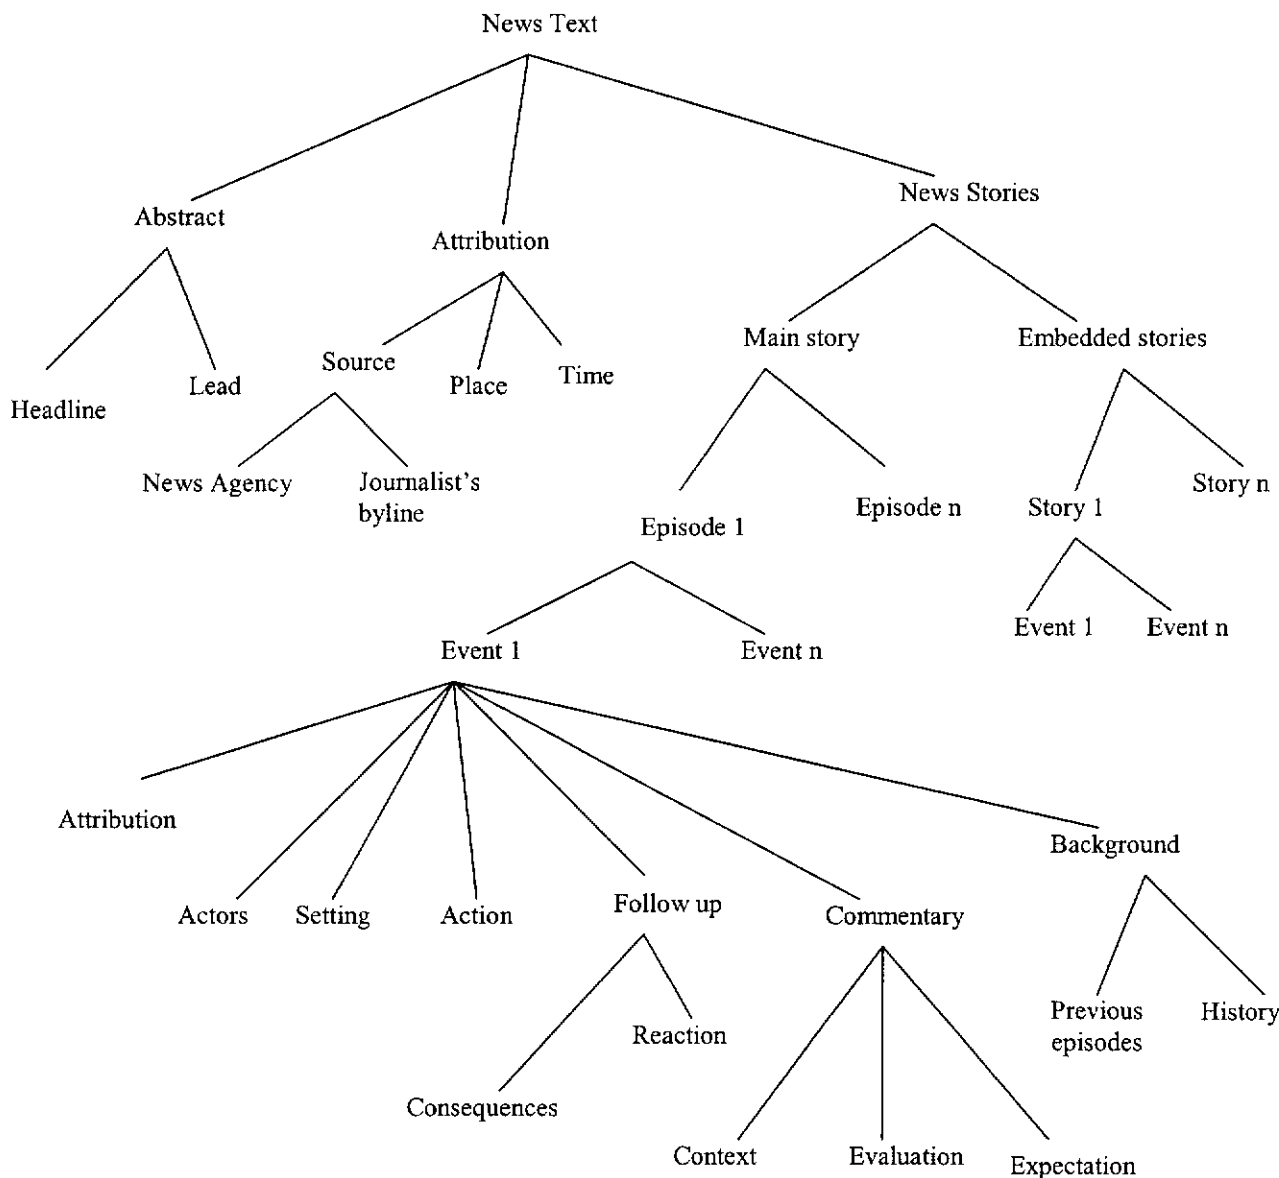 News Text
News Stories
Abstract
Attribution
Main story
Embedded stories
Source
Place
Time
Lead
Headline
News Agency
Journalist's
byline
Episode 1
Episode n
Story 1
Story n
Event 1
Event n
Event 1
Event n
Attribution
Background
Actors
Setting
Action
Follow up
Commentary
Previous
episodes
History
Reaction
Consequences
Context
Evaluation
Expectation